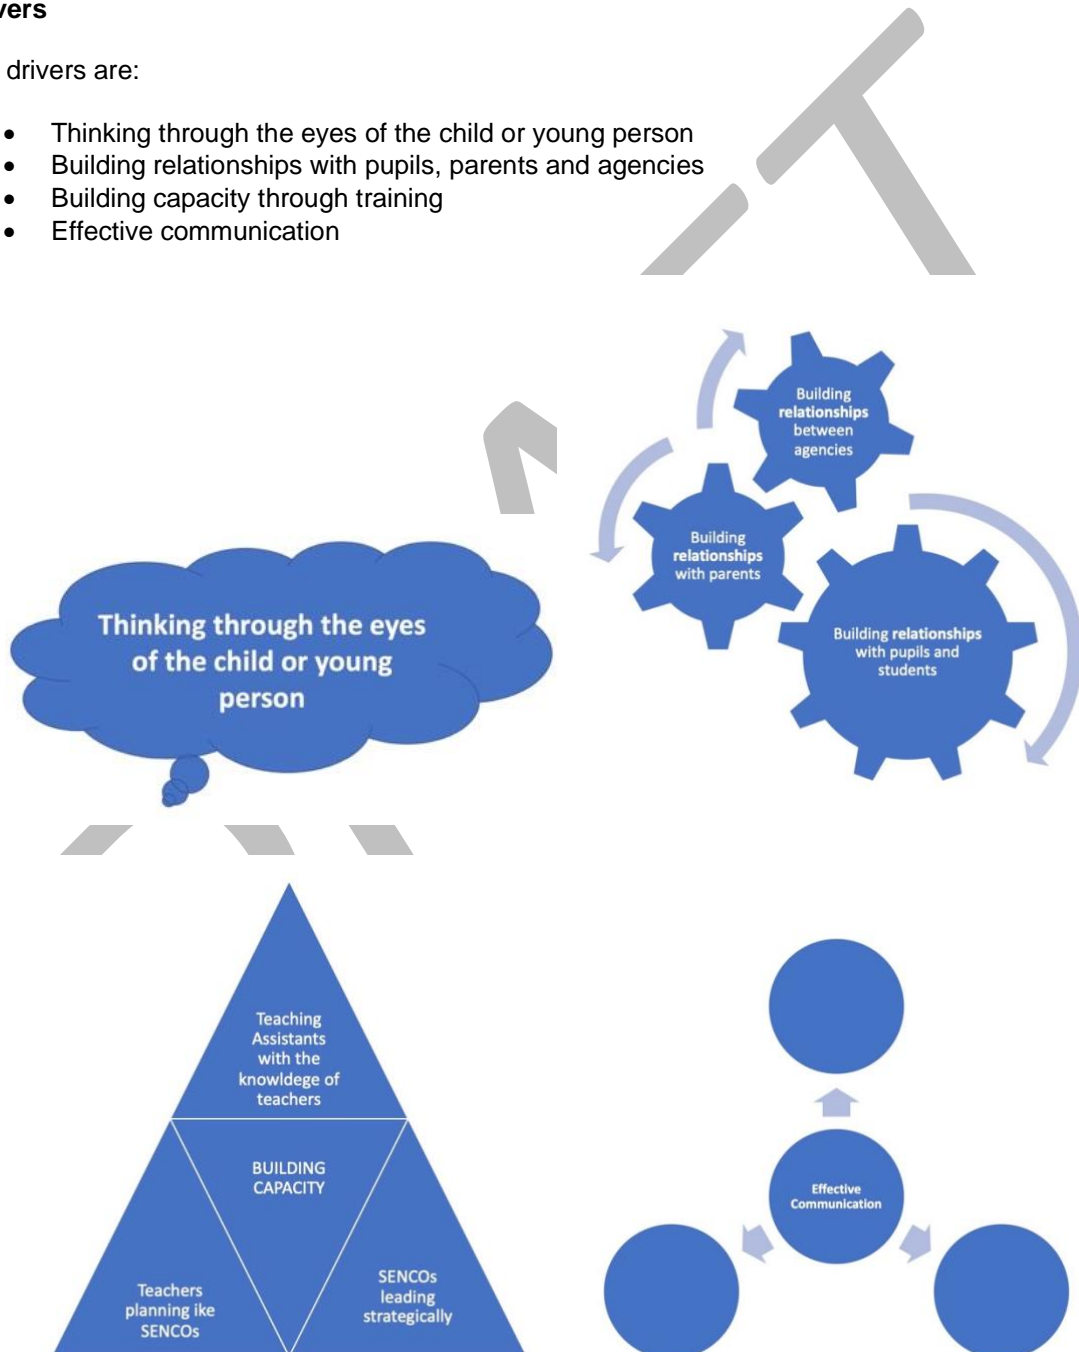 vers
drivers are:
• Thinking through the eyes of the child or young person
• Building relationships with pupils, parents and agencies
• Building capacity through training
• Effective communication
Building
relationships
between
agencies
Building
relationships
with parents
Building relationships
with pupils and
students
Thinking through the eyes
of the child or young
person
Teaching
Assistants
with the
knowldege of
teachers
BUILDING
CAPACITY
Teachers
planning ike
SENCOs
SENCOs
leading
strategically
Effective
Communication